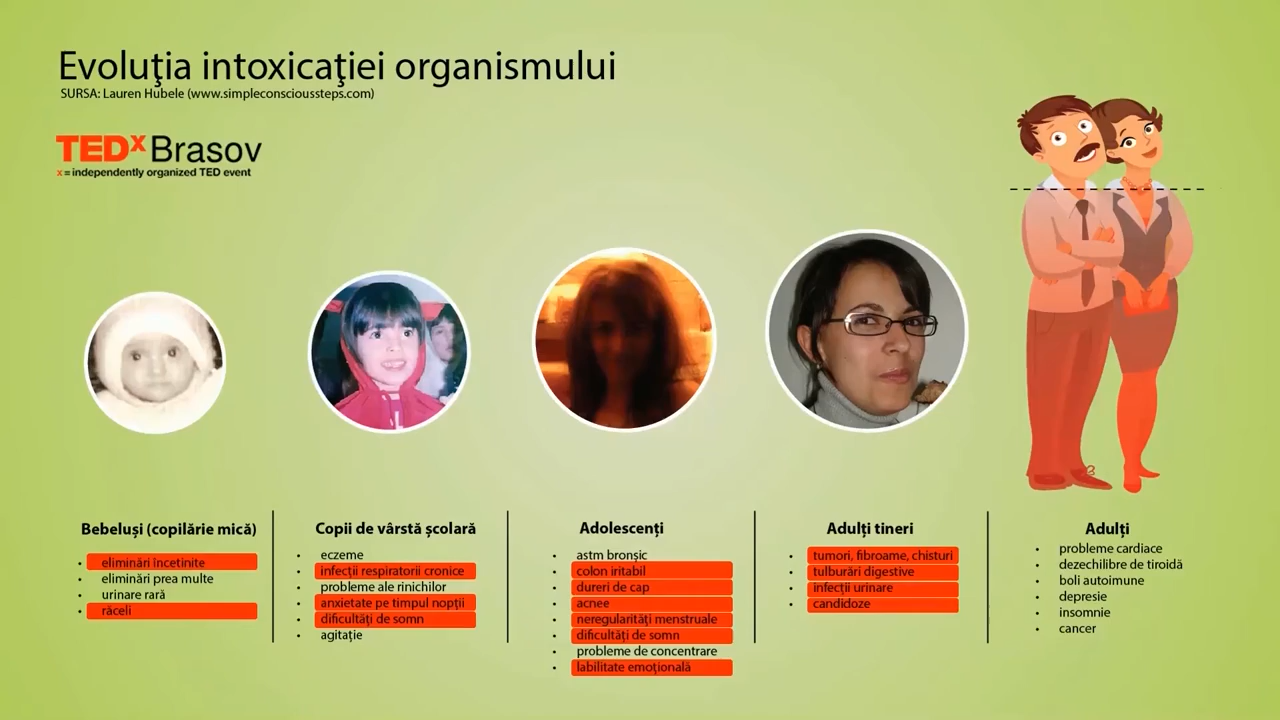 Evoluţia intoxicaţiei organismului
SURSA: Lauren Hubele (www.simpleconscioussteps.com)
TEDx Brasov
x = independently organized TED event
Bebeluși (copilărie mică)
• eliminări încetinite
• eliminări prea multe
• urinare rară
• răceli
Copii de vârstă școlară
• eczeme
• infecții respiratorii cronice
• probleme ale rinichilor
• anxietate pe timpul nopții
• dificultăți de somn
• agitație
Adolescenți
• astm bronșic
• colon iritabil
• dureri de cap
• acnee
• neregularități menstruale
• dificultăți de somn
• probleme de concentrare
• labilitate emoțională
Adulți tineri
• tumori, fibroame, chisturi
• tulburări digestive
• infecții urinare
• candidoze
Adulți
• probleme cardiace
• dezechilibre de tiroidă
• boli autoimune
• depresie
• insomnie
• cancer